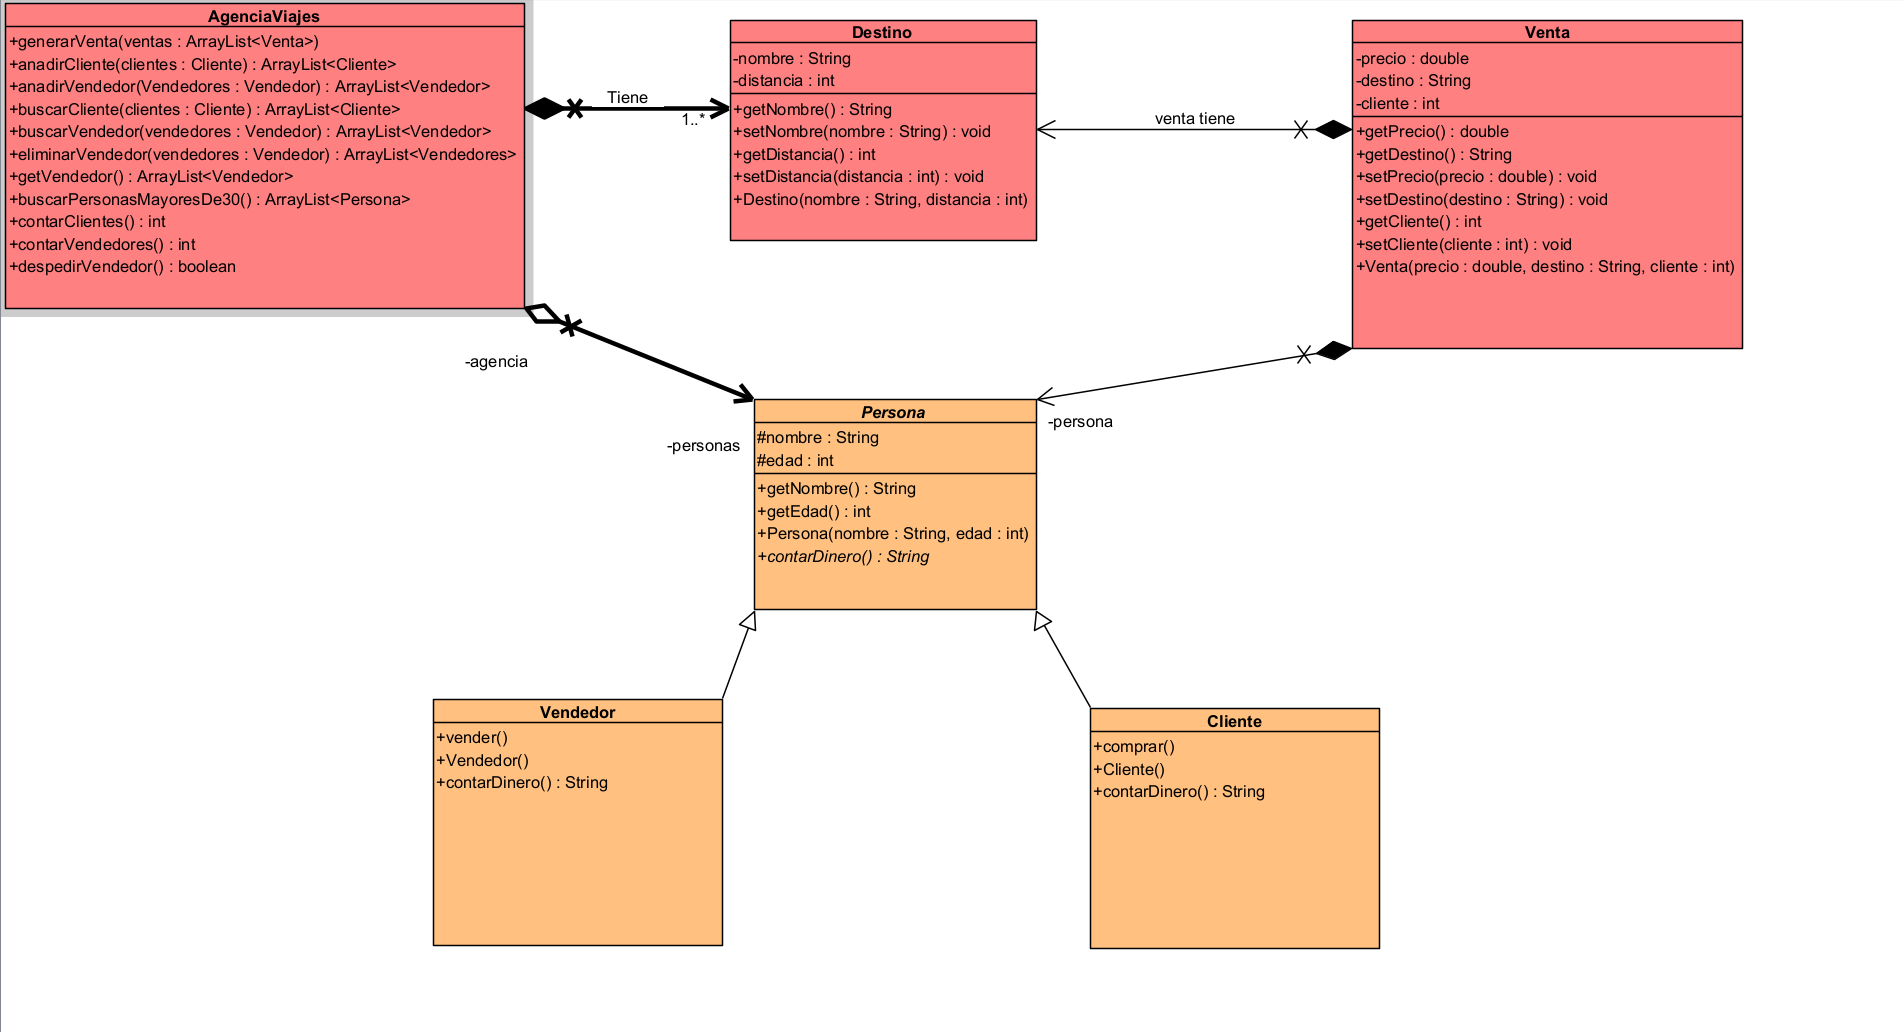 AgenciaViajes
+generarVenta(ventas : ArrayList<Venta>)
+anadirCliente(clientes : Cliente) : ArrayList<Cliente>
+anadirVendedor(Vendedores : Vendedor) : ArrayList<Vendedor>
+buscarCliente(clientes : Cliente) : ArrayList<Cliente>
+buscarVendedor(vendedores : Vendedor) : ArrayList<Vendedor>
+eliminarVendedor(vendedores : Vendedor) : ArrayList<Vendedores>
+getVendedor() : ArrayList<Vendedor>
+buscarPersonasMayoresDe30() : ArrayList<Persona>
+contarClientes() : int
+contarVendedores() : int
+despedirVendedor() : boolean
Tiene
1..*
Destino
-nombre : String
-distancia : int
+getNombre() : String
+setNombre(nombre : String) : void
+getDistancia() : int
+setDistancia(distancia : int) : void
+Destino(nombre : String, distancia : int)
venta tiene
Venta
-precio : double
-destino : String
-cliente : int
+getPrecio() : double
+getDestino() : String
+setPrecio(precio : double) : void
+setDestino(destino : String) : void
+getCliente() : int
+setCliente(cliente : int) : void
+Venta(precio : double, destino : String, cliente : int)
-agencia
-personas
-persona
Persona
#nombre : String
#edad : int
+getNombre() : String
+getEdad() : int
+Persona(nombre : String, edad : int)
+contarDinero() : String
Vendedor
+vender()
+Vendedor()
+contarDinero() : String
Cliente
+comprar()
+Cliente()
+contarDinero() : String